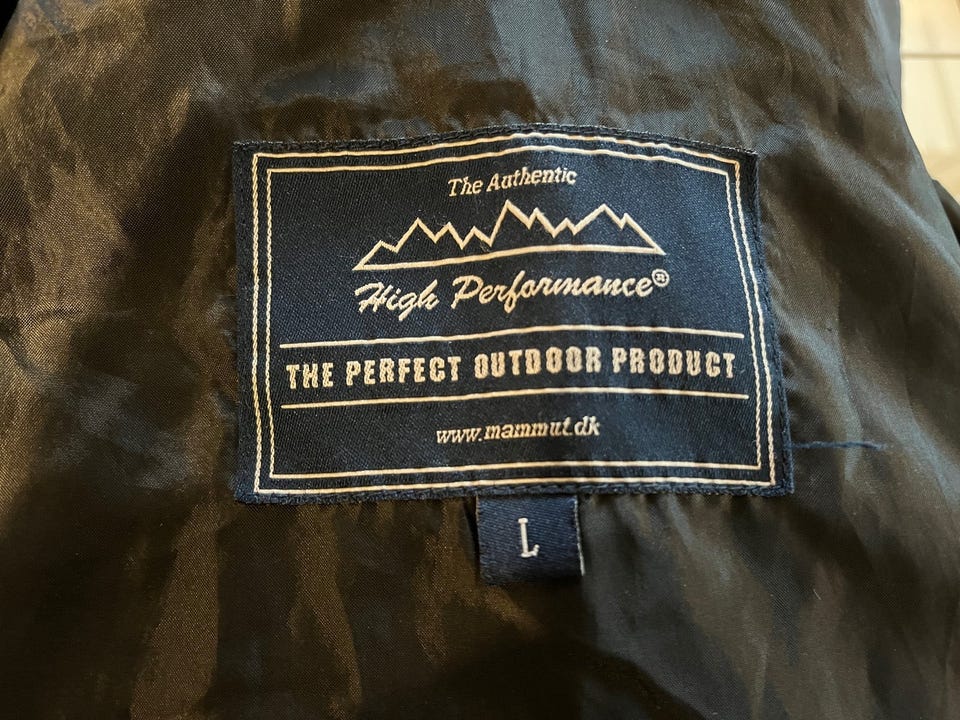 The Authentic
High Performance®
THE PERFECT OUTDOOR PRODUCT
www.mammut.dk
L